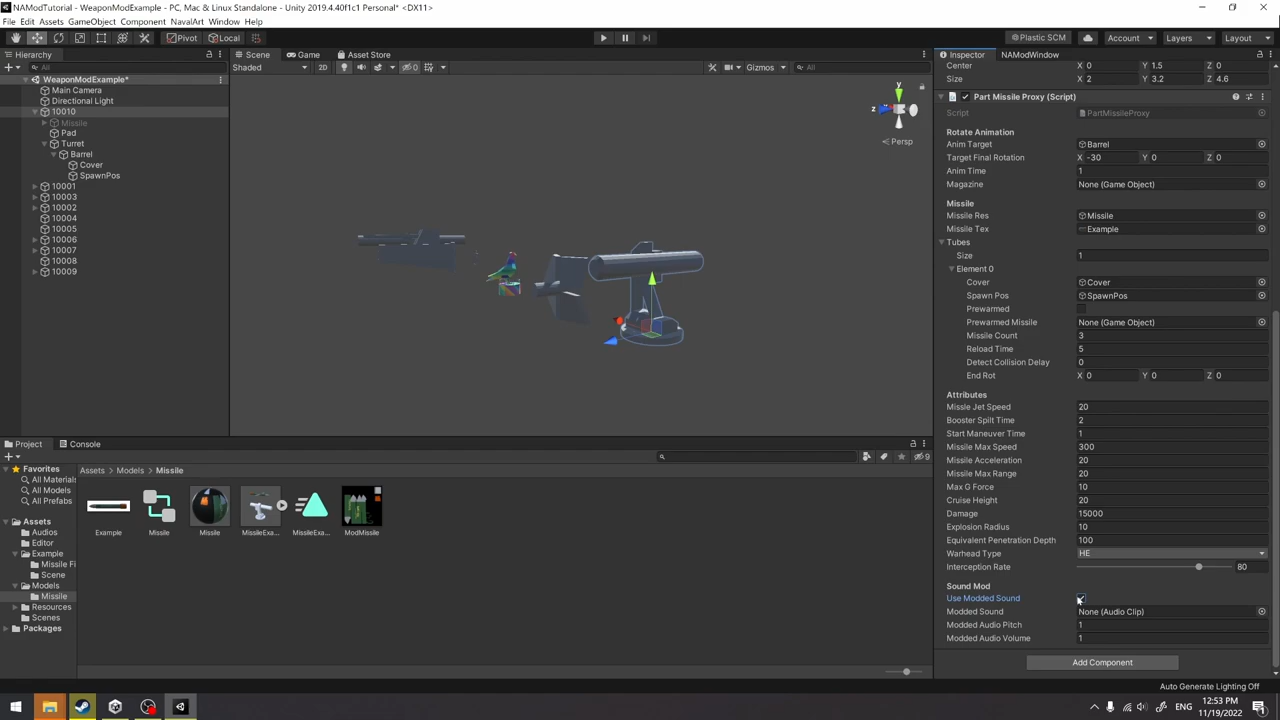 NAModTutorial - WeaponModExample - PC, Mac & Linux Standalone - Unity 2019.4.40f1c1 Personal* <DX11>
File Edit Assets GameObject Component NavalArt Window Help
Pivot Local Plastic SCM Account Layers Layout
Hierarchy Scene Game Asset Store Inspector NAModWindow
All Shaded 2D 0 Gizmos All
Center X 0 Y 1.5 Z 0
Size X 2 Y 3.2 Z 4.6
WeaponModExample*
Main Camera
Directional Light
10010
Missile
Pad
Turret
Barrel
Cover
SpawnPos
10001
10003
10002
10004
10005
10006
10007
10008
10009
y
z
Persp
Part Missile Proxy (Script)
Script PartMissileProxy
Rotate Animation
Anim Target Barrel
Target Final Rotation X -30 Y 0 Z 0
Anim Time 1
Magazine None (Game Object)
Missile
Missile Res Missile
Missile Tex Example
Tubes
Size 1
Element 0
Cover Cover
Spawn Pos SpawnPos
Prewarmed
Prewarmed Missile None (Game Object)
Missile Count 3
Reload Time 5
Detect Collision Delay 0
End Rot X 0 Y 0 Z 0
Attributes
Missle Jet Speed 20
Booster Spilt Time 2
Start Maneuver Time 1
Missile Max Speed 300
Missile Acceleration 20
Missile Max Range 20
Max G Force 10
Cruise Height 20
Damage 15000
Explosion Radius 10
Equivalent Penetration Depth 100
Warhead Type HE
Interception Rate 80
Sound Mod
Use Modded Sound
Modded Sound None (Audio Clip)
Modded Audio Pitch 1
Modded Audio Volume 1
Add Component
Project Console
9
Favorites
All Materials
All Models
All Prefabs
Assets
Audios
Editor
Example
Missile Fi
Scene
Models
Missile
Resources
Scenes
Packages
Assets > Models > Missile
Example Missile Missile MissileExa... MissileExa... ModMissile
Auto Generate Lighting Off
ENG 12:53 PM
11/19/2022
1